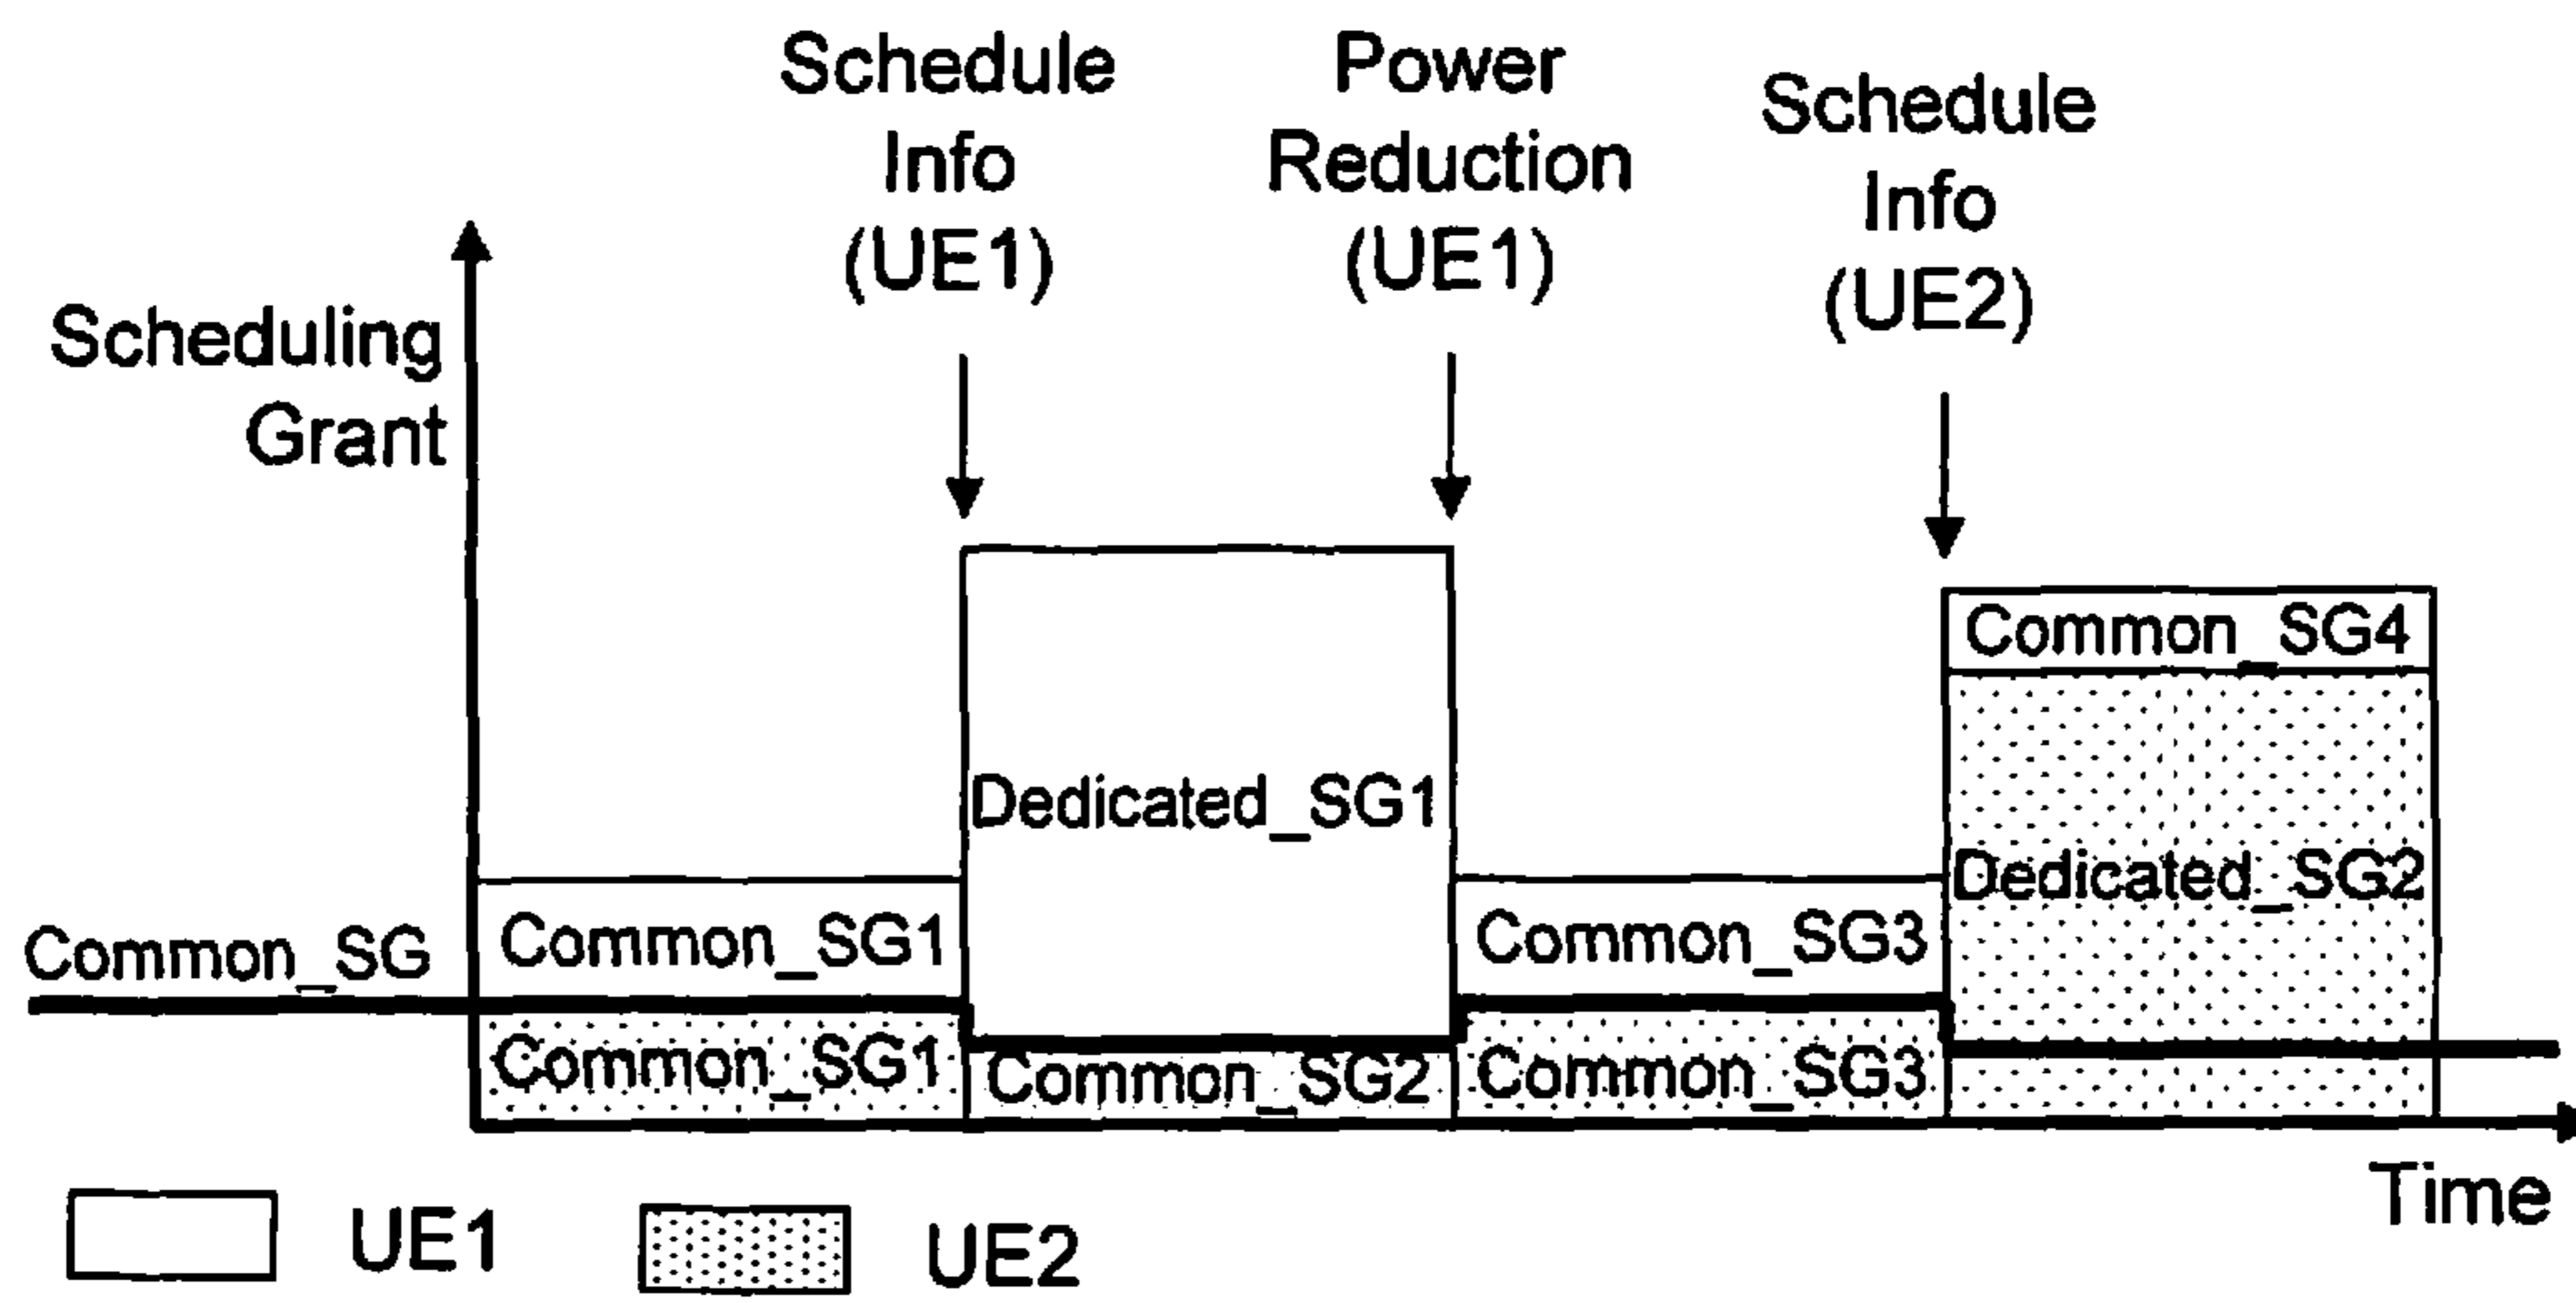 Schedule
Info
(UE1)
Power
Reduction
(UE1)
Schedule
Info
(UE2)
Scheduling
Grant
Common_SG4
Dedicated_SG1
Dedicated_SG2
Common_SG1
Common_SG3
Common_SG
Common_SG1
Common_SG2
Common_SG3
Time
UE1
UE2